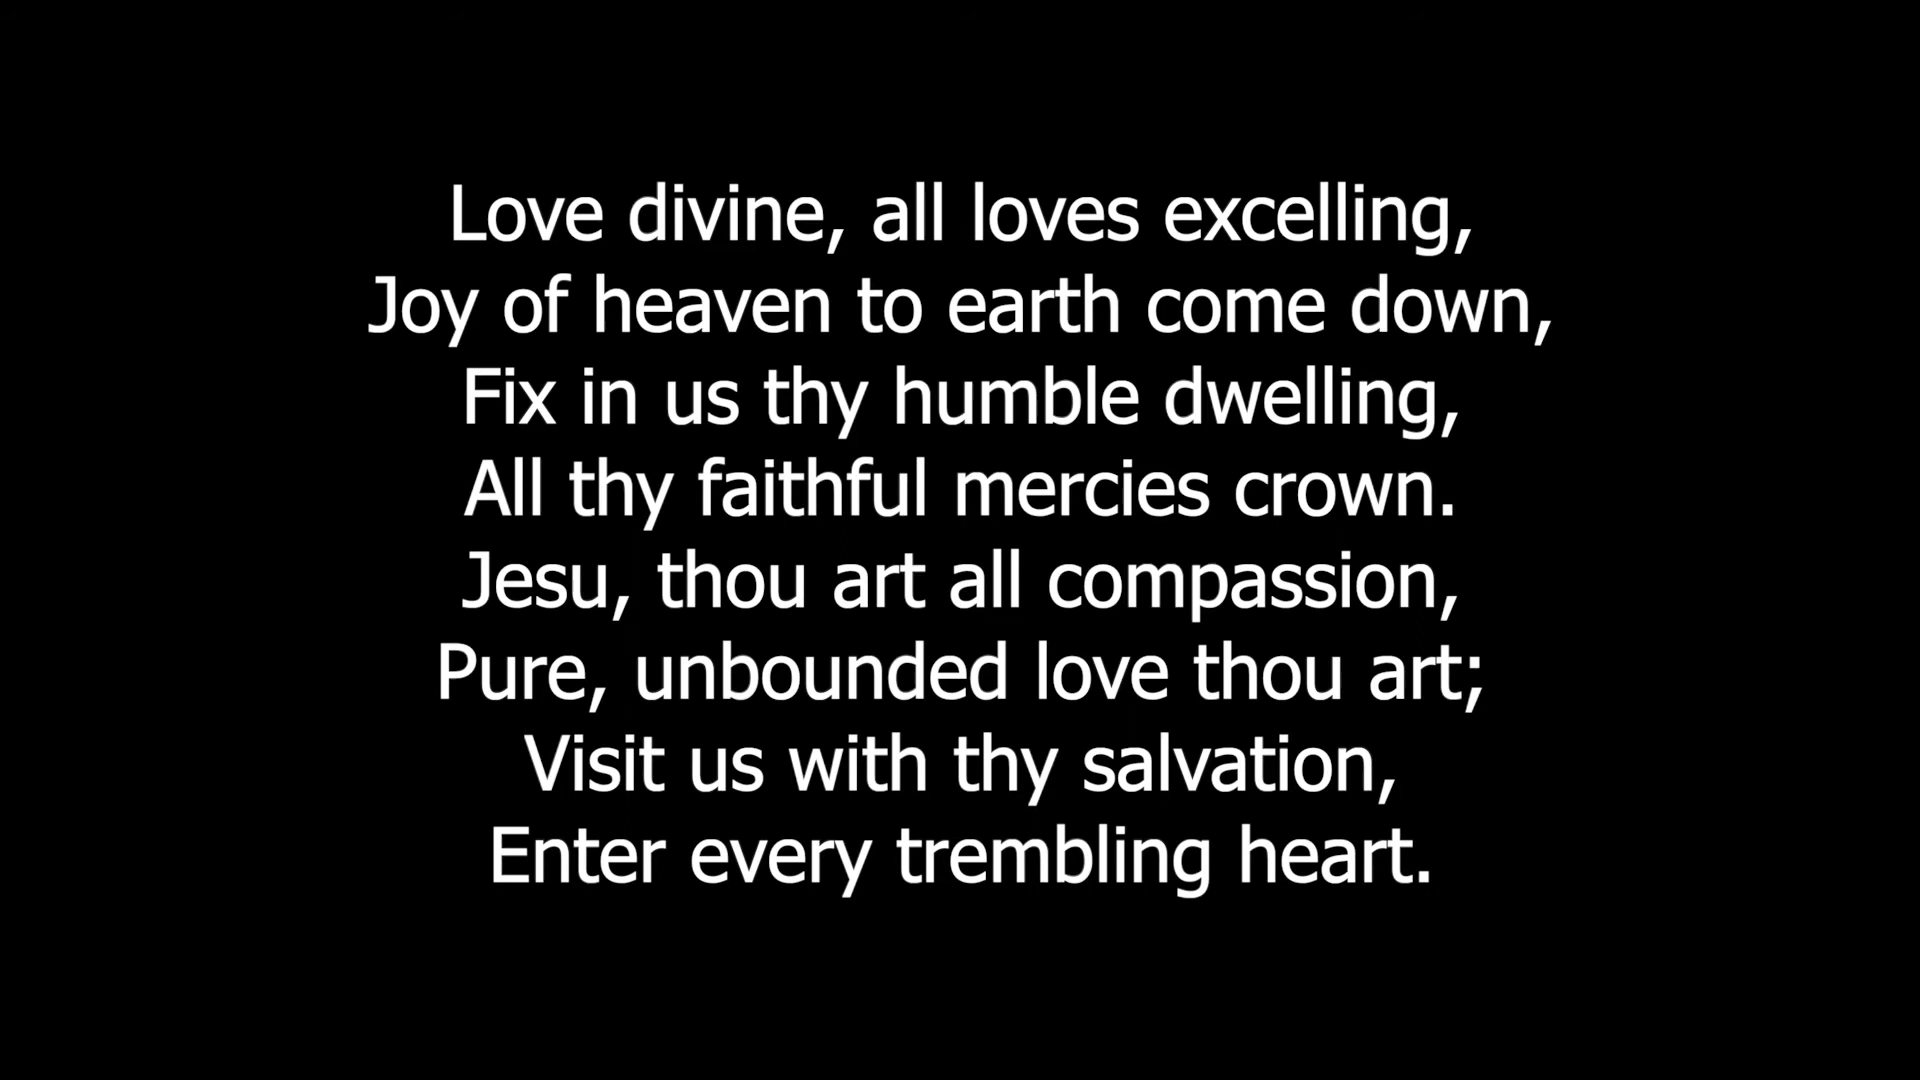 Love divine, all loves excelling,
Joy of heaven to earth come down,
Fix in us thy humble dwelling,
All thy faithful mercies crown.
Jesu, thou art all compassion,
Pure, unbounded love thou art;
Visit us with thy salvation,
Enter every trembling heart.